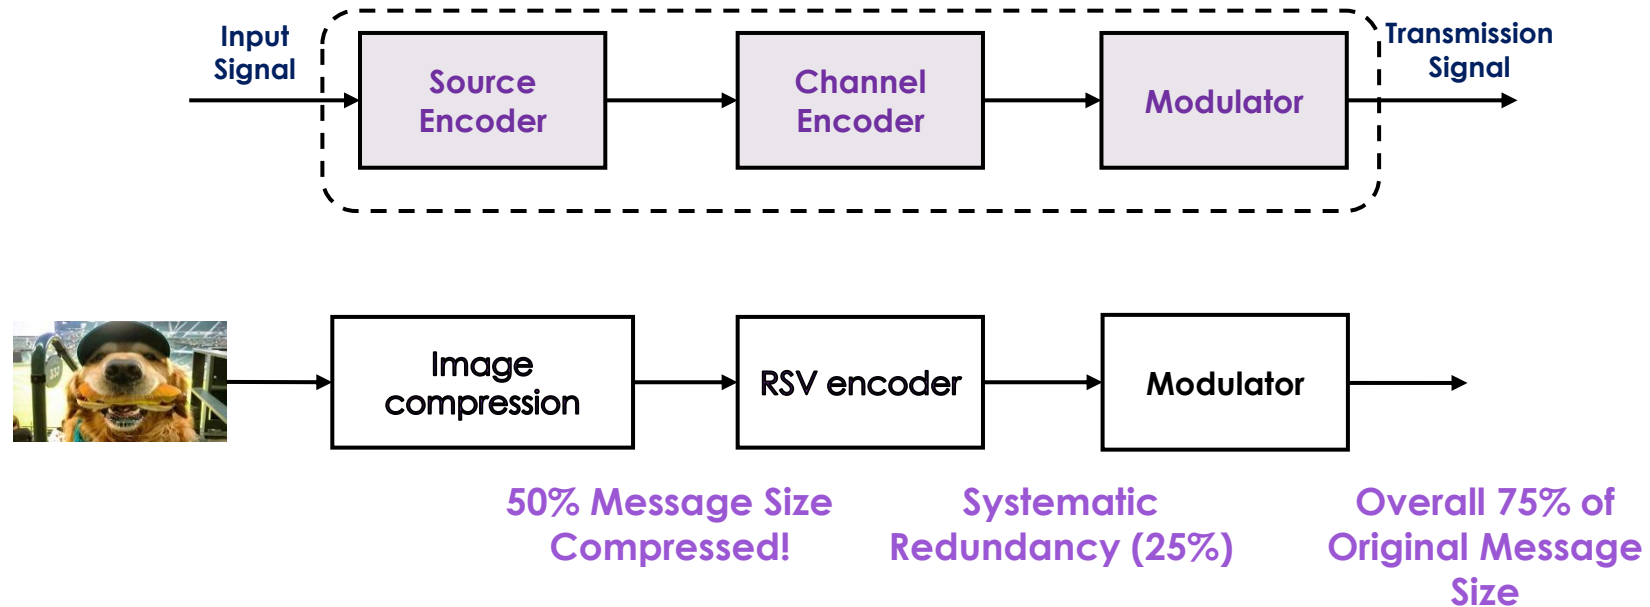 Input
Signal
Source
Encoder
Channel
Encoder
Modulator
Transmission
Signal
Image
compression
RSV encoder
Modulator
50% Message Size
Compressed!
Systematic
Redundancy (25%)
Overall 75% of
Original Message
Size